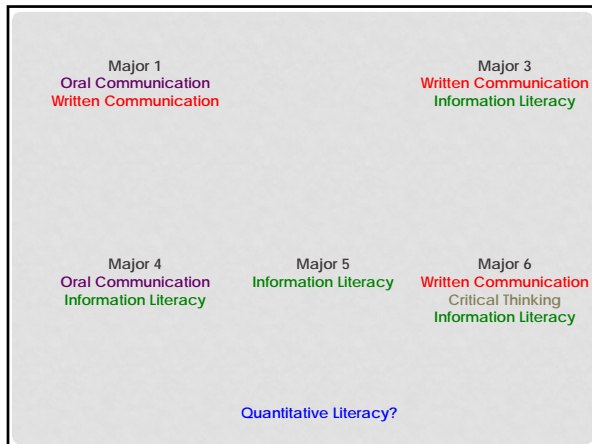 Major 1
Oral Communication
Written Communication
Major 3
Written Communication
Information Literacy
Major 4
Oral Communication
Information Literacy
Major 5
Information Literacy
Major 6
Written Communication
Critical Thinking
Information Literacy
Quantitative Literacy?